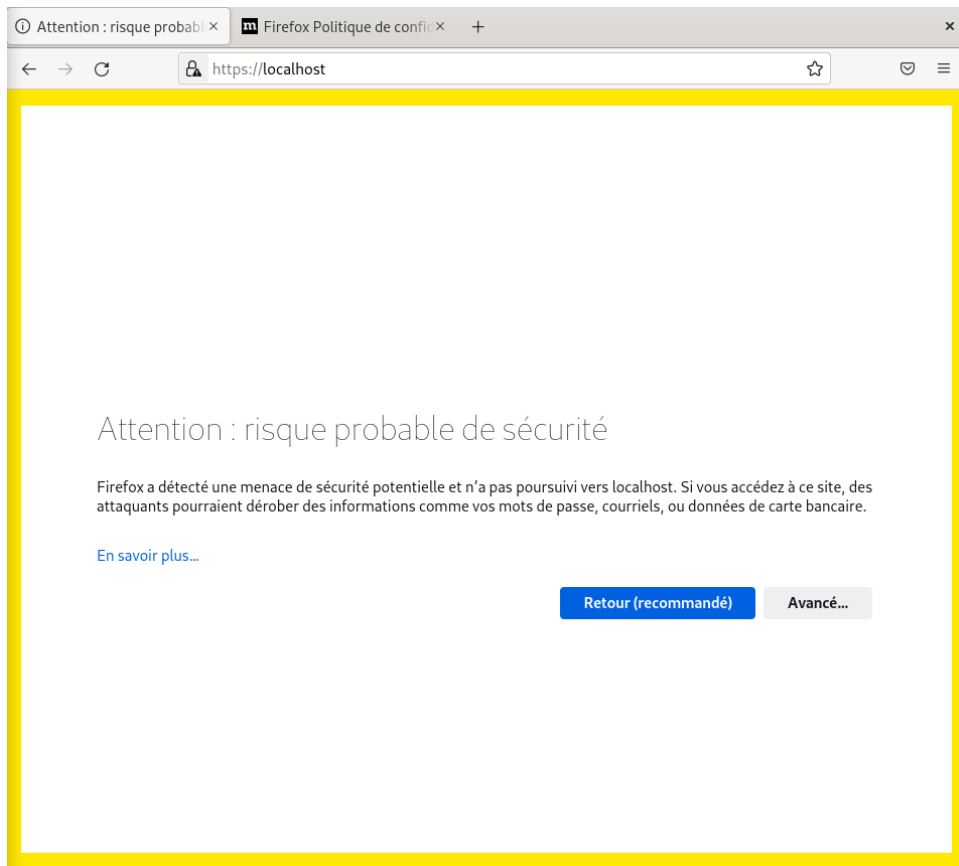 Attention : risque probabl
Firefox Politique de confid
https://localhost
Attention : risque probable de sécurité
Firefox a détecté une menace de sécurité potentielle et n’a pas poursuivi vers localhost. Si vous accédez à ce site, des
attaquants pourraient dérober des informations comme vos mots de passe, courriels, ou données de carte bancaire.
En savoir plus…
Retour (recommandé)
Avancé…